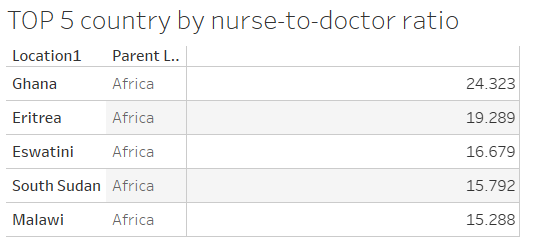 TOP 5 country by nurse-to-doctor ratio
Location1 Parent L..
Ghana Africa 24.323
Eritrea Africa 19.289
Eswatini Africa 16.679
South Sudan Africa 15.792
Malawi Africa 15.288